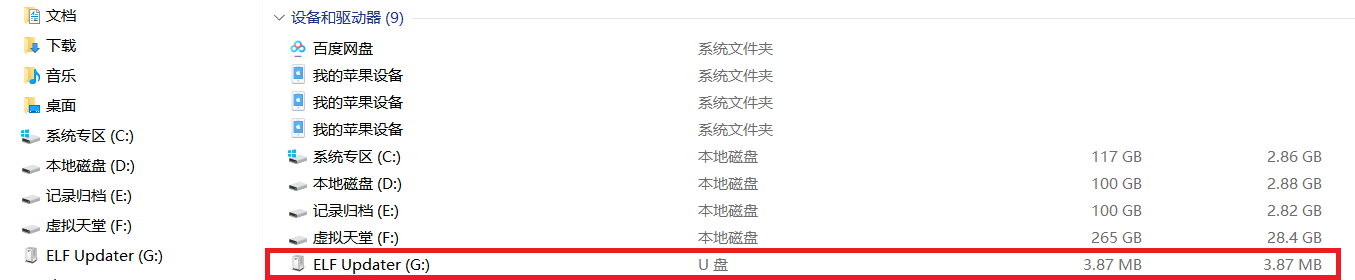 文档
下载
音乐
桌面
系统专区 (C:)
本地磁盘 (D:)
记录归档 (E:)
虚拟天堂 (F:)
ELF Updater (G:)
设备和驱动器 (9)
百度网盘 系统文件夹
我的苹果设备 系统文件夹
我的苹果设备 系统文件夹
我的苹果设备 系统文件夹
系统专区 (C:) 本地磁盘 117 GB 2.86 GB
本地磁盘 (D:) 本地磁盘 100 GB 2.88 GB
记录归档 (E:) 本地磁盘 100 GB 2.82 GB
虚拟天堂 (F:) 本地磁盘 265 GB 28.4 GB
ELF Updater (G:) U 盘 3.87 MB 3.87 MB